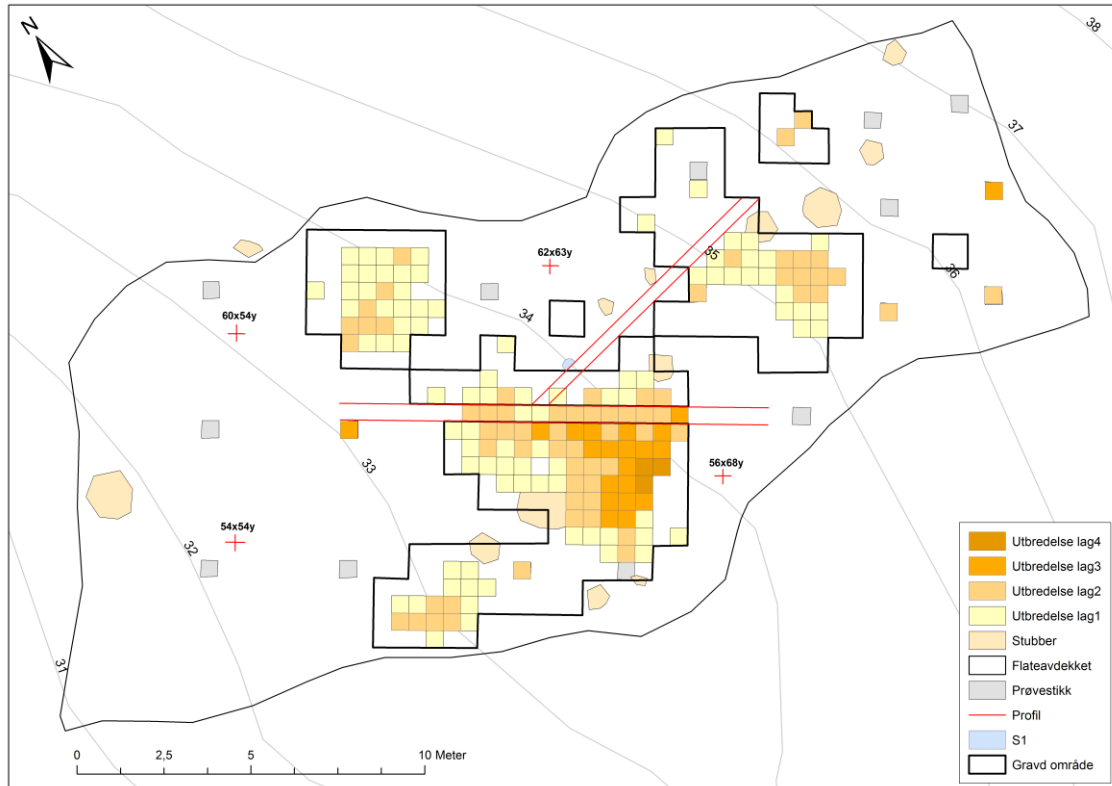 N
38
37
35
36
62x63y
60x54y
34
33
56x68y
54x54y
32
31
0 2,5 5 10 Meter
Utbredelse lag4
Utbredelse lag3
Utbredelse lag2
Utbredelse lag1
Stubber
Flateavdekket
Prøvestikk
Profil
S1
Gravd område